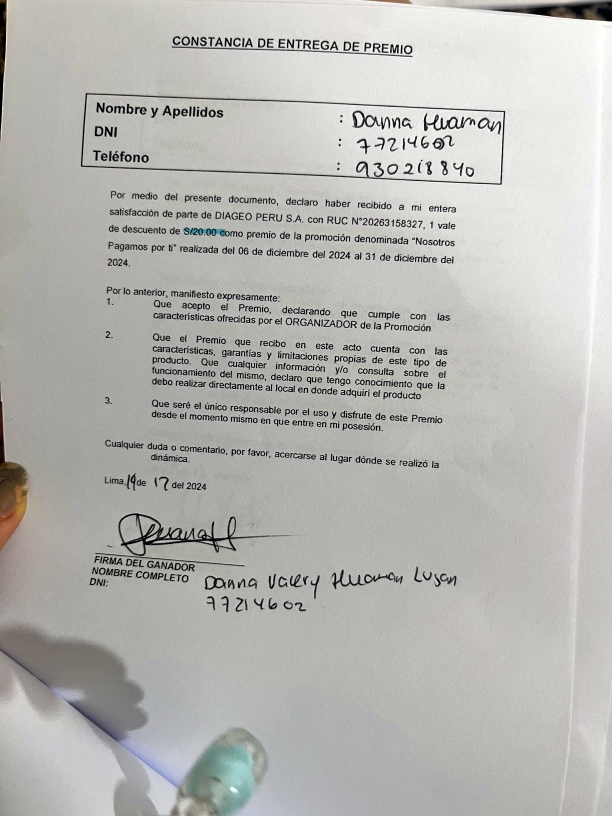 CONSTANCIA DE ENTREGA DE PREMIO
Nombre y Apellidos : Danna Huaman
DNI : 77214602
Teléfono : 930218840
Por medio del presente documento, declaro haber recibido a mi entera
satisfacción de parte de DIAGEO PERU S.A. con RUC N°20263158327, 1 vale
de descuento de S/20.00 como premio de la promoción denominada "Nosotros
Pagamos por ti" realizada del 06 de diciembre del 2024 al 31 de diciembre del
2024.
Por lo anterior, manifiesto expresamente:
1. Que acepto el Premio, declarando que cumple con las
características ofrecidas por el ORGANIZADOR de la Promoción
2. Que el Premio que recibo en este acto cuenta con las
características, garantías y limitaciones propias de este tipo de
producto. Que cualquier información y/o consulta sobre el
funcionamiento del mismo, declaro que tengo conocimiento que la
debo realizar directamente al local en donde adquirí el producto
3. Que seré el único responsable por el uso y disfrute de este Premio
desde el momento mismo en que entre en mi posesión.
Cualquier duda o comentario, por favor, acercarse al lugar dónde se realizó la
dinámica.
Lima, 19 de 12 del 2024
FIRMA DEL GANADOR
NOMBRE COMPLETO Danna Valery Huaman Lujan
DNI: 77214602